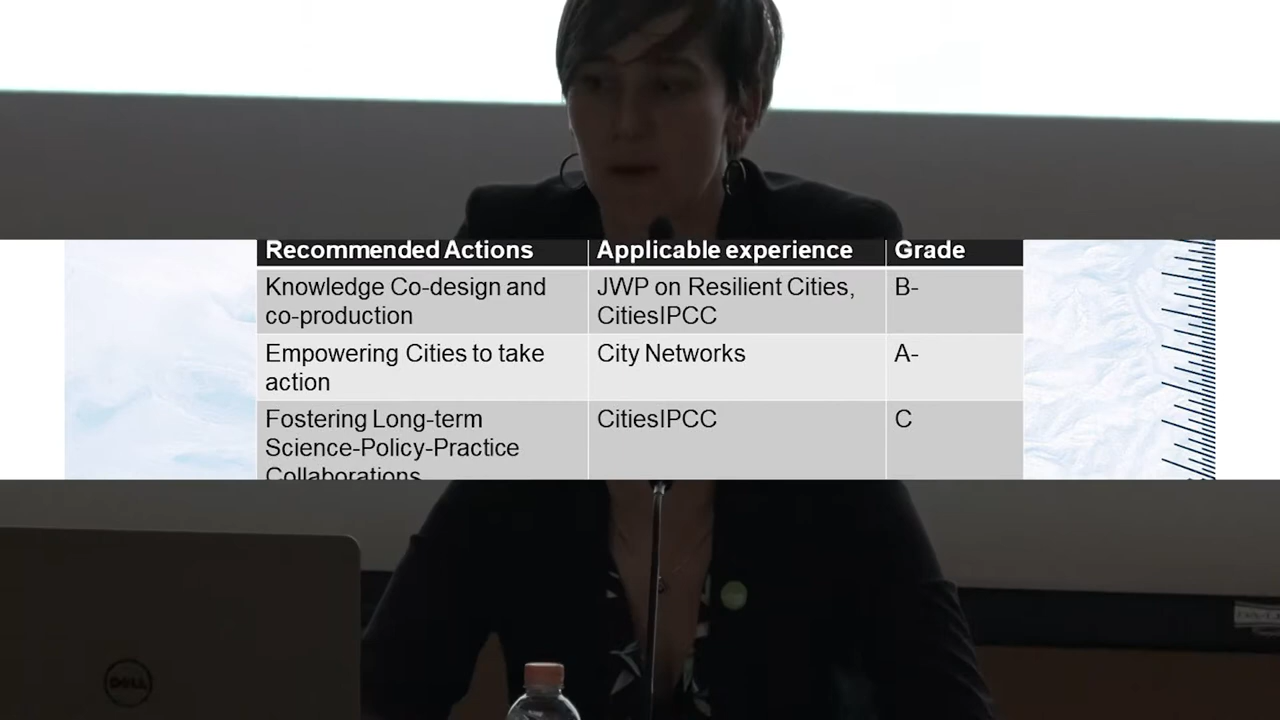 Recommended Actions
Applicable experience
Grade
Knowledge Co-design and
co-production
JWP on Resilient Cities,
CitiesIPCC
B-
Empowering Cities to take
action
City Networks
A-
Fostering Long-term
Science-Policy-Practice
Collaborations
CitiesIPCC
C
DELL